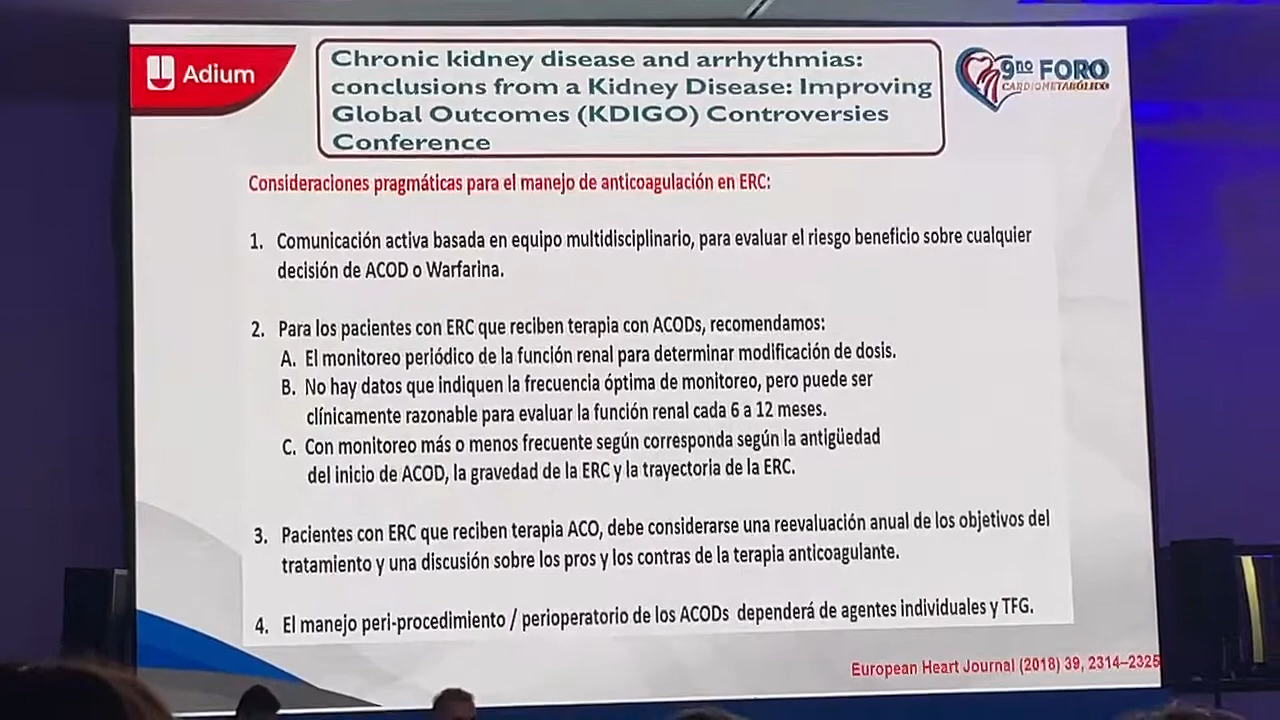 Adium
Chronic kidney disease and arrhythmias:
conclusions from a Kidney Disease: Improving
Global Outcomes (KDIGO) Controversies
Conference
9no FORO
CARDIOMETABÓLICO
Consideraciones pragmáticas para el manejo de anticoagulación en ERC:
1. Comunicación activa basada en equipo multidisciplinario, para evaluar el riesgo beneficio sobre cualquier
decisión de ACOD o Warfarina.
2. Para los pacientes con ERC que reciben terapia con ACODs, recomendamos:
A. El monitoreo periódico de la función renal para determinar modificación de dosis.
B. No hay datos que indiquen la frecuencia óptima de monitoreo, pero puede ser
clínicamente razonable para evaluar la función renal cada 6 a 12 meses.
C. Con monitoreo más o menos frecuente según corresponda según la antigüedad
del inicio de ACOD, la gravedad de la ERC y la trayectoria de la ERC.
3. Pacientes con ERC que reciben terapia ACO, debe considerarse una reevaluación anual de los objetivos del
tratamiento y una discusión sobre los pros y los contras de la terapia anticoagulante.
4. El manejo peri-procedimiento / perioperatorio de los ACODs dependerá de agentes individuales y TFG.
European Heart Journal (2018) 39, 2314–2325